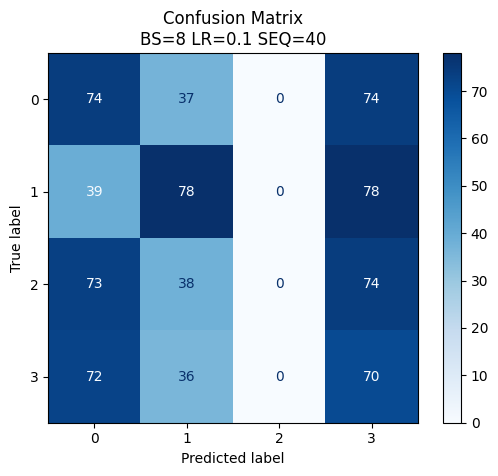 Confusion Matrix
BS=8 LR=0.1 SEQ=40
0 74 37 0 74
1 39 78 0 78
2 73 38 0 74
3 72 36 0 70
0 1 2 3
Predicted label
True label
70
60
50
40
30
20
10
0